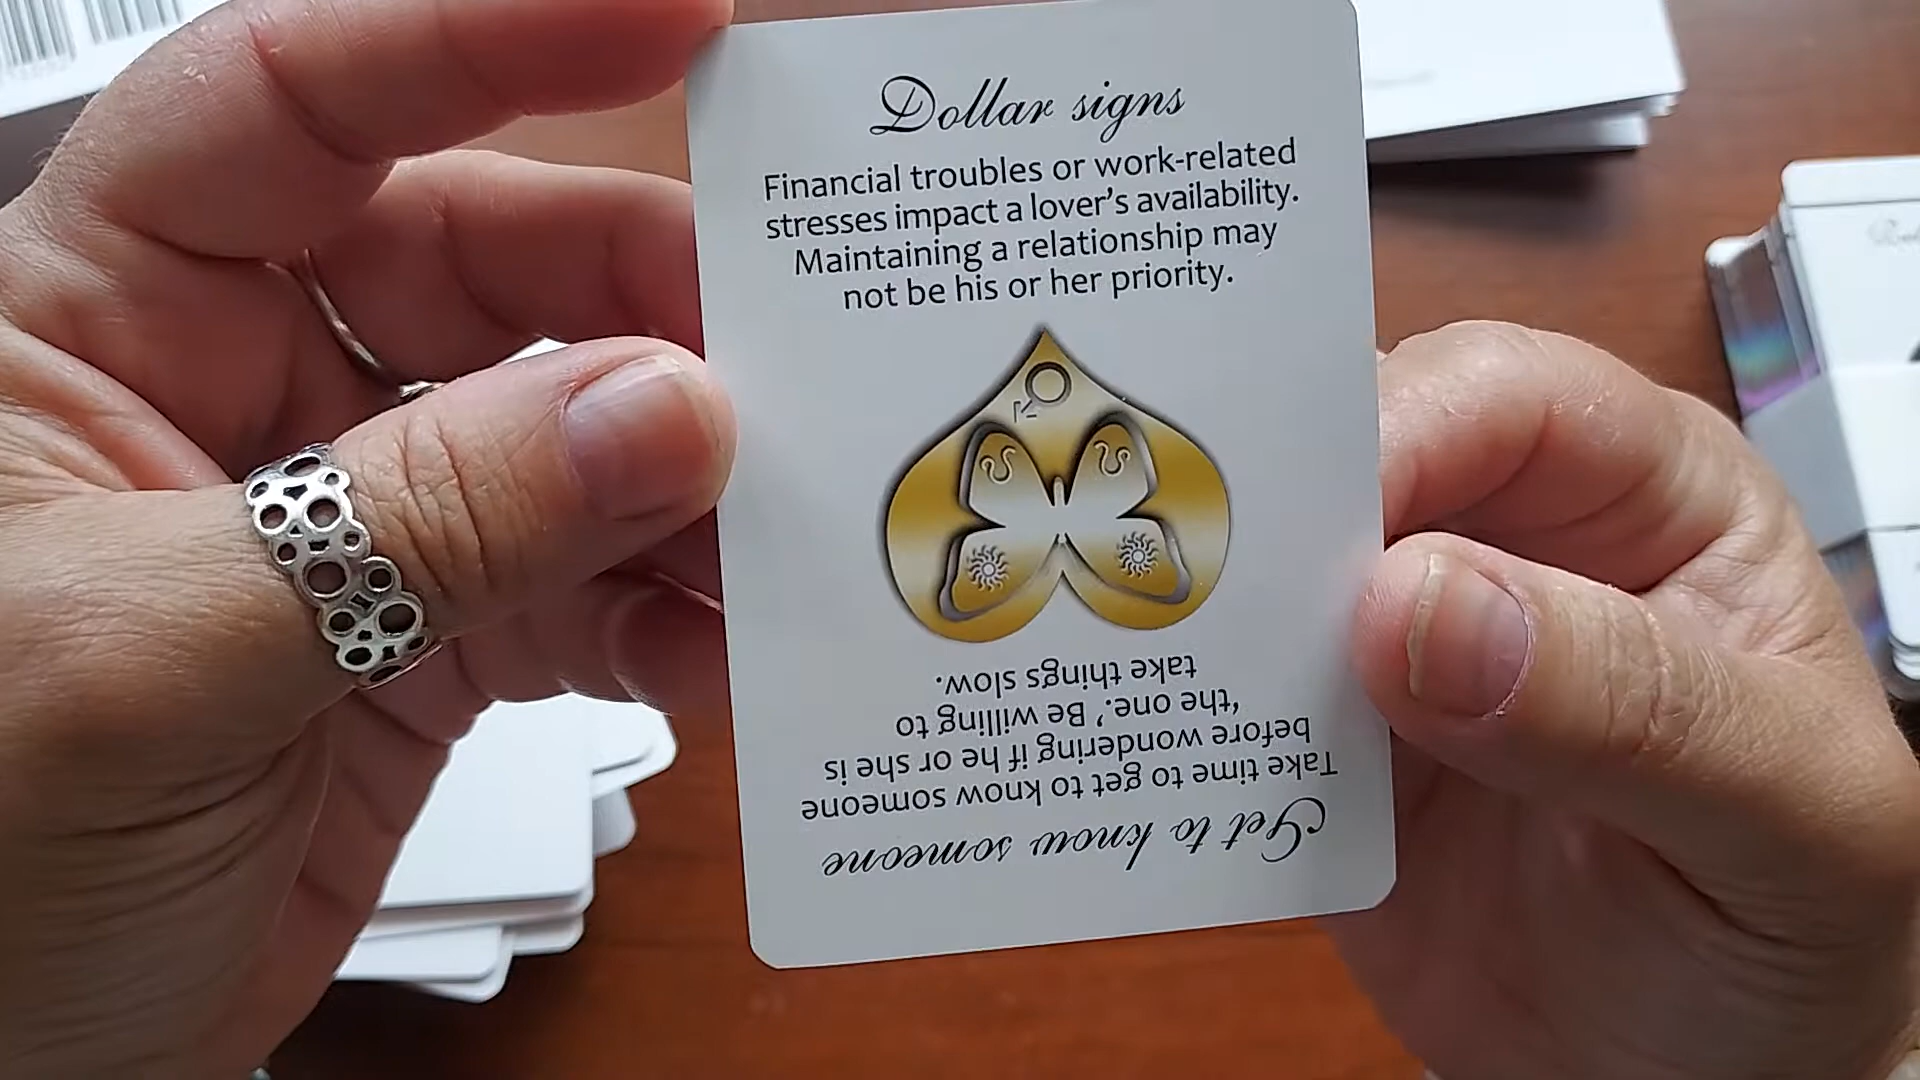 Dollar signs
Financial troubles or work-related
stresses impact a lover's availability.
Maintaining a relationship may
not be his or her priority.
Get to know someone
Take time to get to know someone
before wondering if he or she is
'the one.' Be willing to
take things slow.